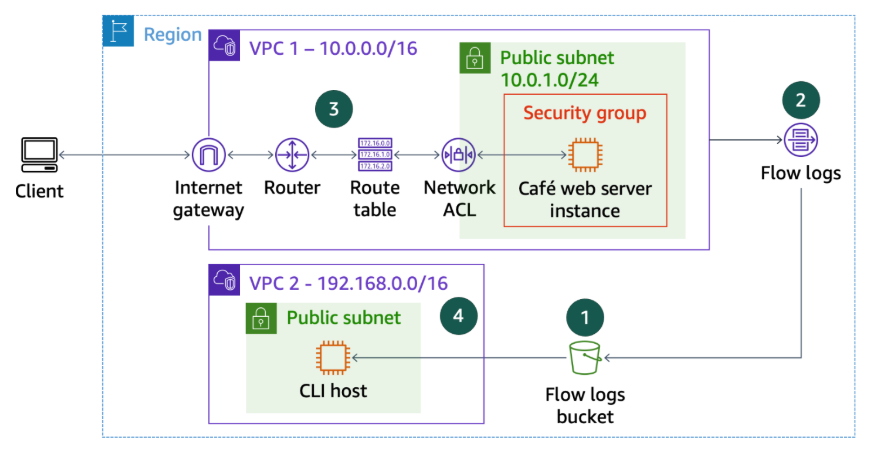 Region
VPC 1 – 10.0.0.0/16
Public subnet
10.0.1.0/24
Security group
3
2
172.16.0.0
172.16.1.0
172.16.2.0
Client
Internet
gateway
Router
Route
table
Network
ACL
Café web server
instance
Flow logs
VPC 2 - 192.168.0.0/16
Public subnet
4
1
CLI host
Flow logs
bucket